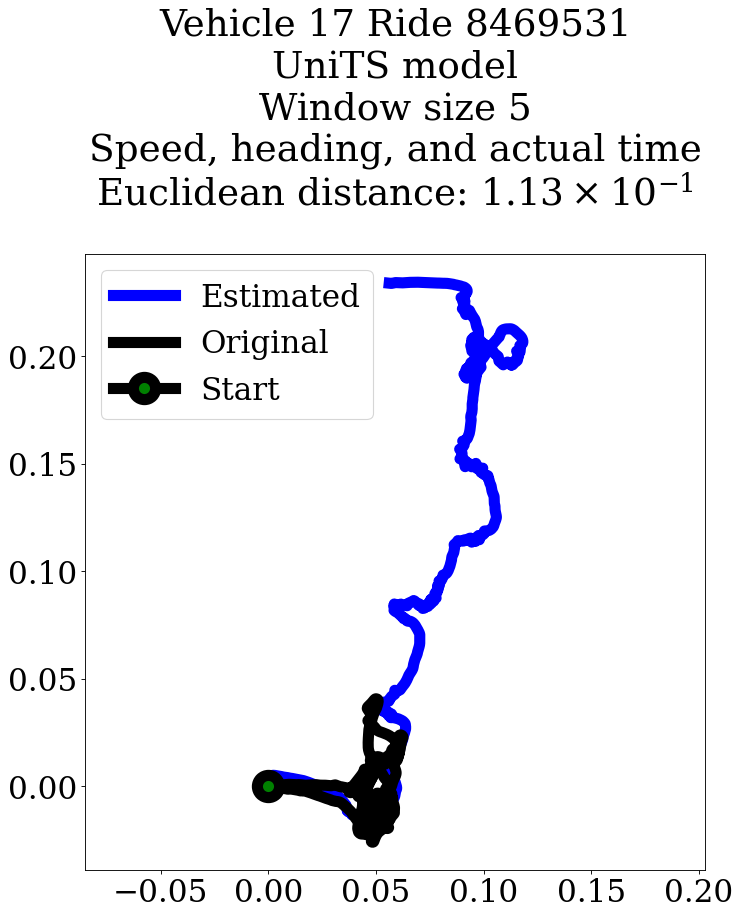 Vehicle 17 Ride 8469531
UniTS model
Window size 5
Speed, heading, and actual time
Euclidean distance: $1.13 \times 10^{-1}$
Estimated
Original
Start
0.20
0.15
0.10
0.05
0.00
−0.05 0.00 0.05 0.10 0.15 0.20